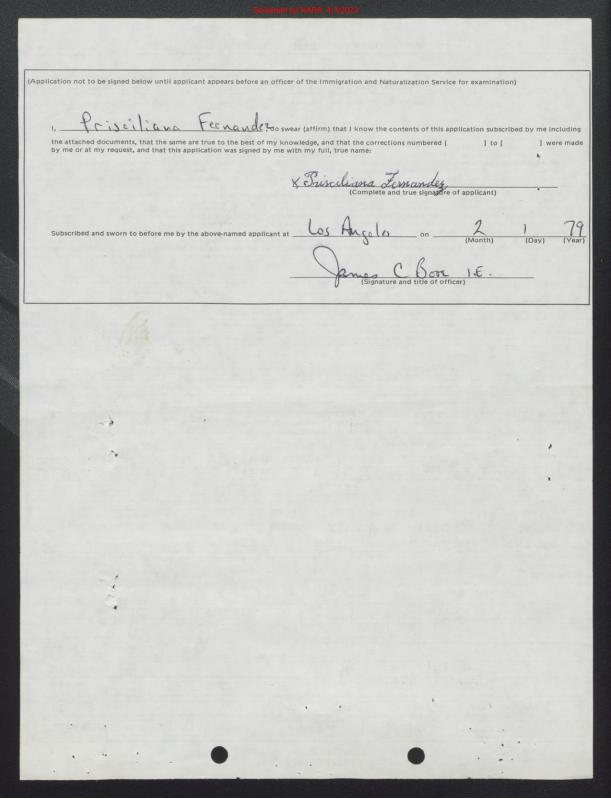 Scanned by NARA, 4/3/2023
(Application not to be signed below until applicant appears before an officer of the Immigration and Naturalization Service for examination)
I, Prisciliana Fernandez, do swear (affirm) that I know the contents of this application subscribed by me including
the attached documents, that the same are true to the best of my knowledge, and that the corrections numbered [ ] to [ ] were made
by me or at my request, and that this application was signed by me with my full, true name:
x Prisciliana Fernandez
(Complete and true signature of applicant)
Subscribed and sworn to before me by the above-named applicant at Los Angeles on 2 1 79
(Month) (Day) (Year)
James C I.E.
(Signature and title of officer)